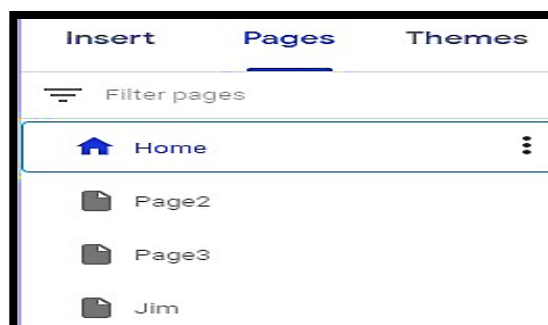 Insert Pages Themes
Filter pages
Home
Page2
Page3
Jim